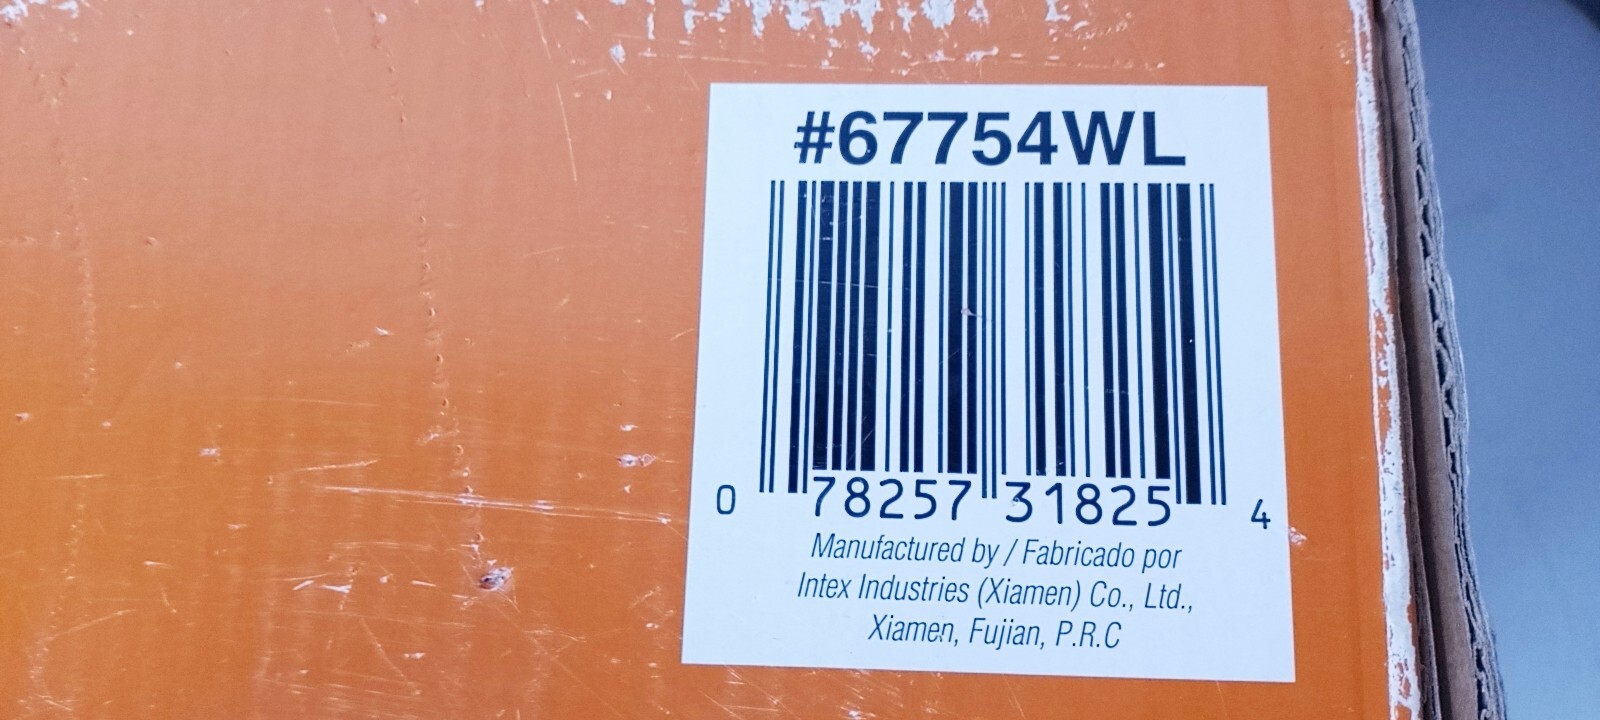 #67754WL
0 78257 31825 4
Manufactured by / Fabricado por
Intex Industries (Xiamen) Co., Ltd.,
Xiamen, Fujian, P.R.C